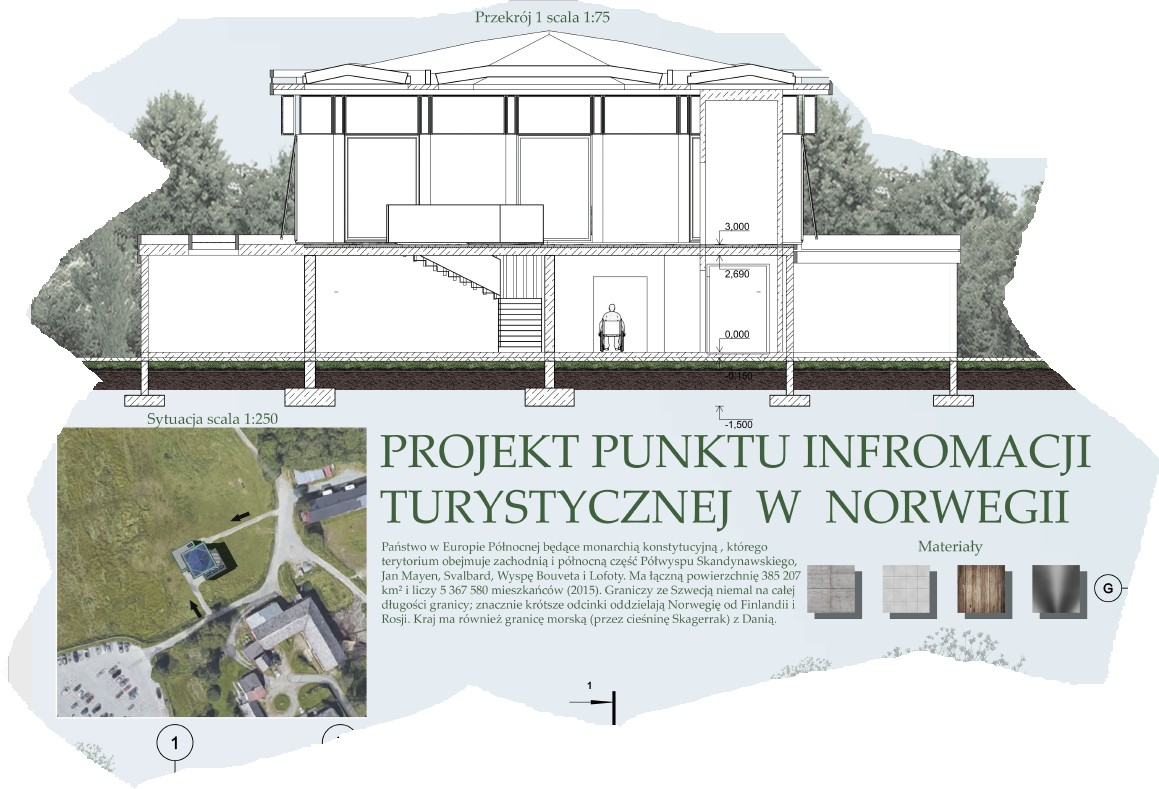 Przekrój 1 scala 1:75
3,000
2,690
0,000
-0,150
-1,500
Sytuacja scala 1:250
PROJEKT PUNKTU INFROMACJI
TURYSTYCZNEJ W NORWEGII
Państwo w Europie Północnej będące monarchią konstytucyjną , którego
terytorium obejmuje zachodnią i północną część Półwyspu Skandynawskiego,
Jan Mayen, Svalbard, Wyspę Bouveta i Lofoty. Ma łączną powierzchnię 385 207
km² i liczy 5 367 580 mieszkańców (2015). Graniczy ze Szwecją niemal na całej
długości granicy; znacznie krótsze odcinki oddzielają Norwegię od Finlandii i
Rosji. Kraj ma również granicę morską (przez cieśninę Skagerrak) z Danią.
Materiały
G
1
1